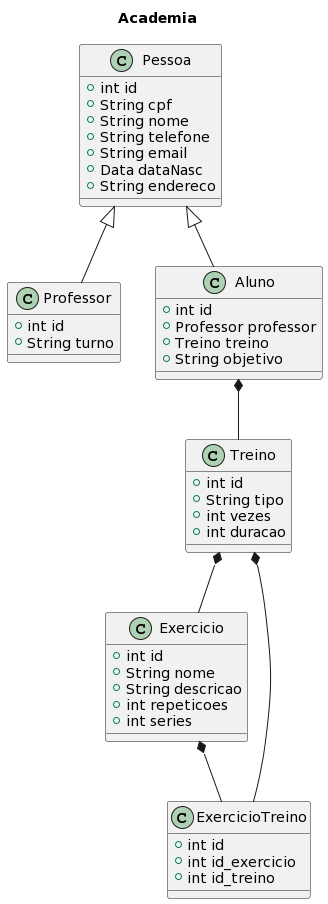 Academia
C Pessoa
int id
String cpf
String nome
String telefone
String email
Data dataNasc
String endereco
C Professor
int id
String turno
C Aluno
int id
Professor professor
Treino treino
String objetivo
C Treino
int id
String tipo
int vezes
int duracao
C Exercicio
int id
String nome
String descricao
int repeticoes
int series
C ExercicioTreino
int id
int id_exercicio
int id_treino